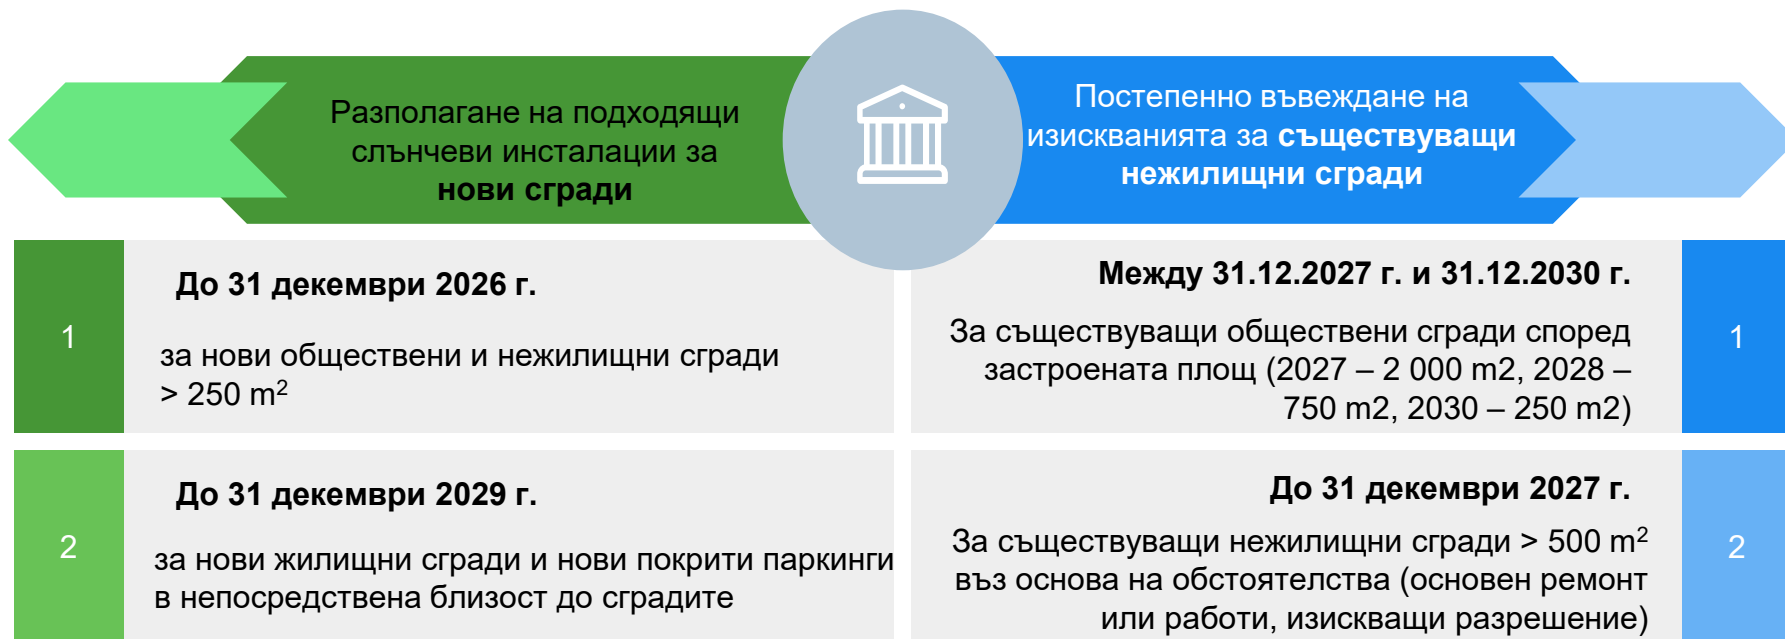 Разполагане на подходящи
слънчеви инсталации за
нови сгради
Постепенно въвеждане на
изискванията за съществуващи
нежилищни сгради
1
До 31 декември 2026 г.
за нови обществени и нежилищни сгради
> 250 m²
2
До 31 декември 2029 г.
за нови жилищни сгради и нови покрити паркинги
в непосредствена близост до сградите
Между 31.12.2027 г. и 31.12.2030 г.
За съществуващи обществени сгради според
застроената площ (2027 – 2 000 m2, 2028 –
750 m2, 2030 – 250 m2)
1
До 31 декември 2027 г.
За съществуващи нежилищни сгради > 500 m²
въз основа на обстоятелства (основен ремонт
или работи, изискващи разрешение)
2